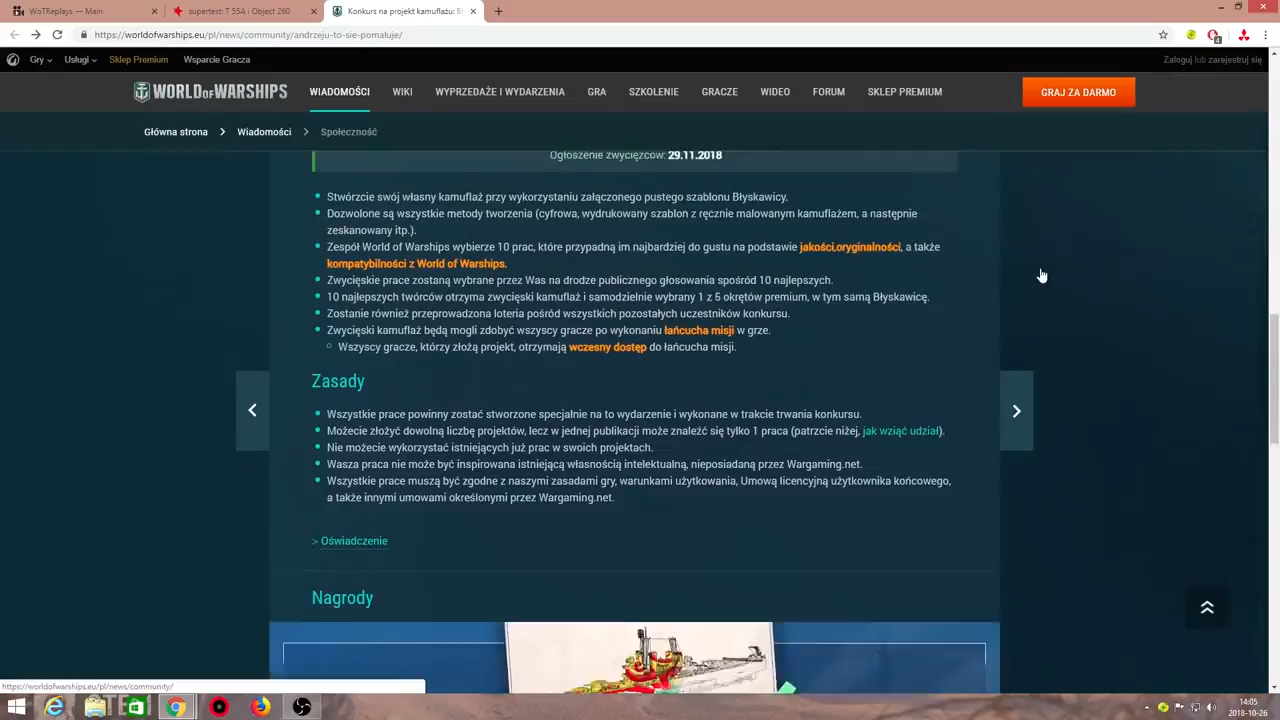 WoTReplays — Main
supertest: T 55A i Object 260
Konkurs na projekt kamuflażu: B
https://worldofwarships.eu/pl/news/community/andrzeju-to-sie-pomaluje/
Gry
Usługi
Sklep Premium
Wsparcie Gracza
Zaloguj lub zarejestruj się
WORLD OF WARSHIPS
WIADOMOŚCI
WIKI
WYPRZEDAŻE I WYDARZENIA
GRA
SZKOLENIE
GRACZE
WIDEO
FORUM
SKLEP PREMIUM
GRAJ ZA DARMO
Główna strona
Wiadomości
Społeczność
Ogłoszenie zwycięzców: 29.11.2018
Stwórzcie swój własny kamuflaż przy wykorzystaniu załączonego pustego szablonu Błyskawicy.
Dozwolone są wszystkie metody tworzenia (cyfrowa, wydrukowany szablon z ręcznie malowanym kamuflażem, a następnie
zeskanowany itp.).
Zespół World of Warships wybierze 10 prac, które przypadną im najbardziej do gustu na podstawie jakości,oryginalności, a także
kompatybilności z World of Warships.
Zwycięskie prace zostaną wybrane przez Was na drodze publicznego głosowania spośród 10 najlepszych.
10 najlepszych twórców otrzyma zwycięski kamuflaż i samodzielnie wybrany 1 z 5 okrętów premium, w tym samą Błyskawicę.
Zostanie również przeprowadzona loteria pośród wszystkich pozostałych uczestników konkursu.
Zwycięski kamuflaż będą mogli zdobyć wszyscy gracze po wykonaniu łańcucha misji w grze.
Wszyscy gracze, którzy złożą projekt, otrzymają wczesny dostęp do łańcucha misji.
Zasady
Wszystkie prace powinny zostać stworzone specjalnie na to wydarzenie i wykonane w trakcie trwania konkursu.
Możecie złożyć dowolną liczbę projektów, lecz w jednej publikacji może znaleźć się tylko 1 praca (patrzcie niżej, jak wziąć udział).
Nie możecie wykorzystać istniejących już prac w swoich projektach.
Wasza praca nie może być inspirowana istniejącą własnością intelektualną, nieposiadaną przez Wargaming.net.
Wszystkie prace muszą być zgodne z naszymi zasadami gry, warunkami użytkowania, Umową licencyjną użytkownika końcowego,
a także innymi umowami określonymi przez Wargaming.net.
> Oświadczenie
Nagrody
https://worldofwarships.eu/pl/news/community/
14:05
2018-10-26